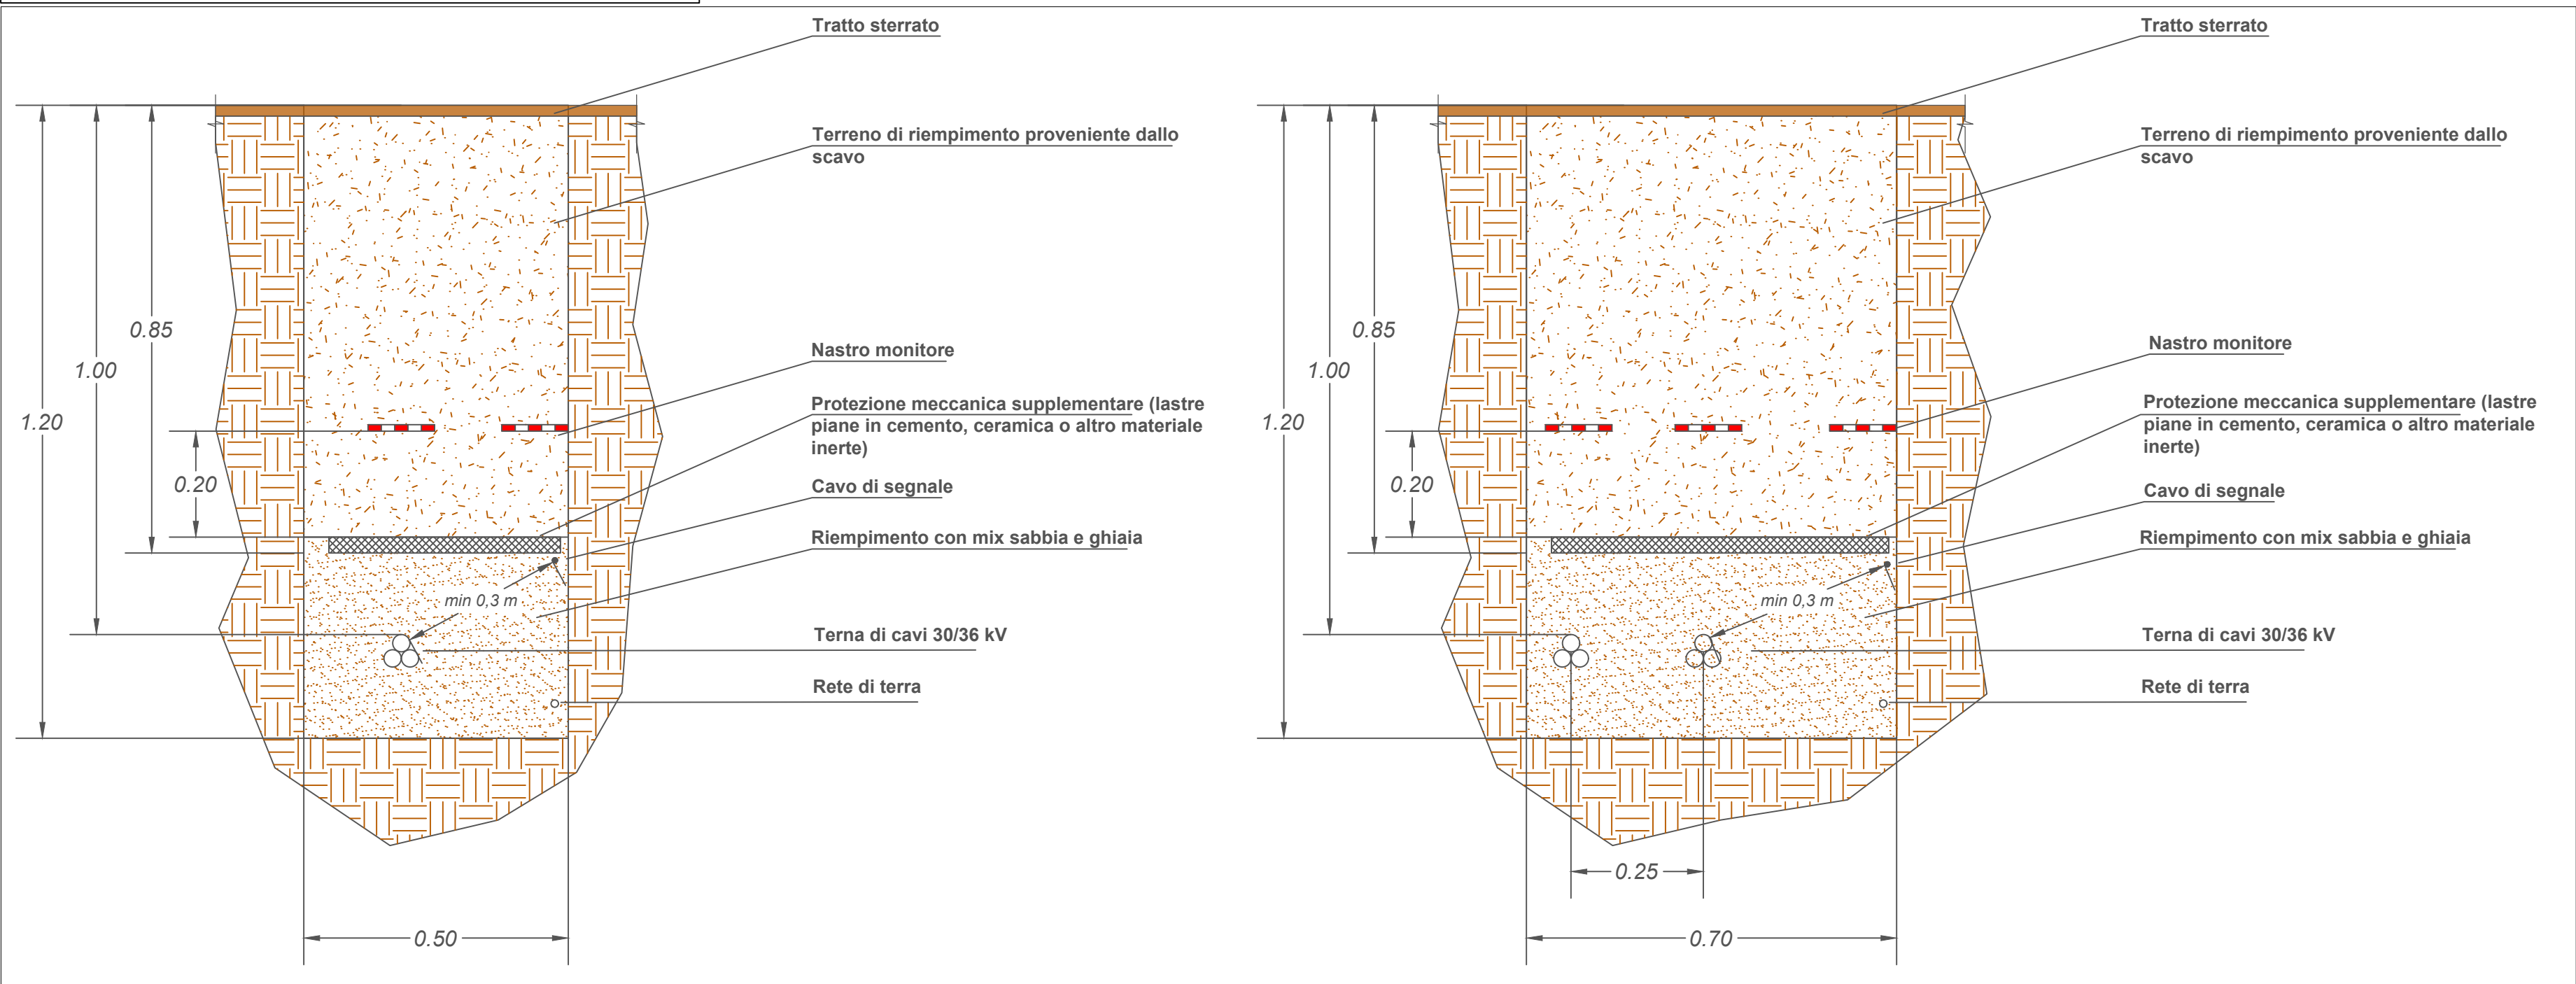 Tratto sterrato
Terreno di riempimento proveniente dallo
scavo
0.85
1.00
1.20
0.20
Nastro monitore
Protezione meccanica supplementare (lastre
piane in cemento, ceramica o altro materiale
inerte)
Cavo di segnale
Riempimento con mix sabbia e ghiaia
min 0,3 m
Terna di cavi 30/36 kV
Rete di terra
0.50
Tratto sterrato
Terreno di riempimento proveniente dallo
scavo
0.85
1.00
1.20
0.20
Nastro monitore
Protezione meccanica supplementare (lastre
piane in cemento, ceramica o altro materiale
inerte)
Cavo di segnale
Riempimento con mix sabbia e ghiaia
min 0,3 m
Terna di cavi 30/36 kV
Rete di terra
0.25
0.70